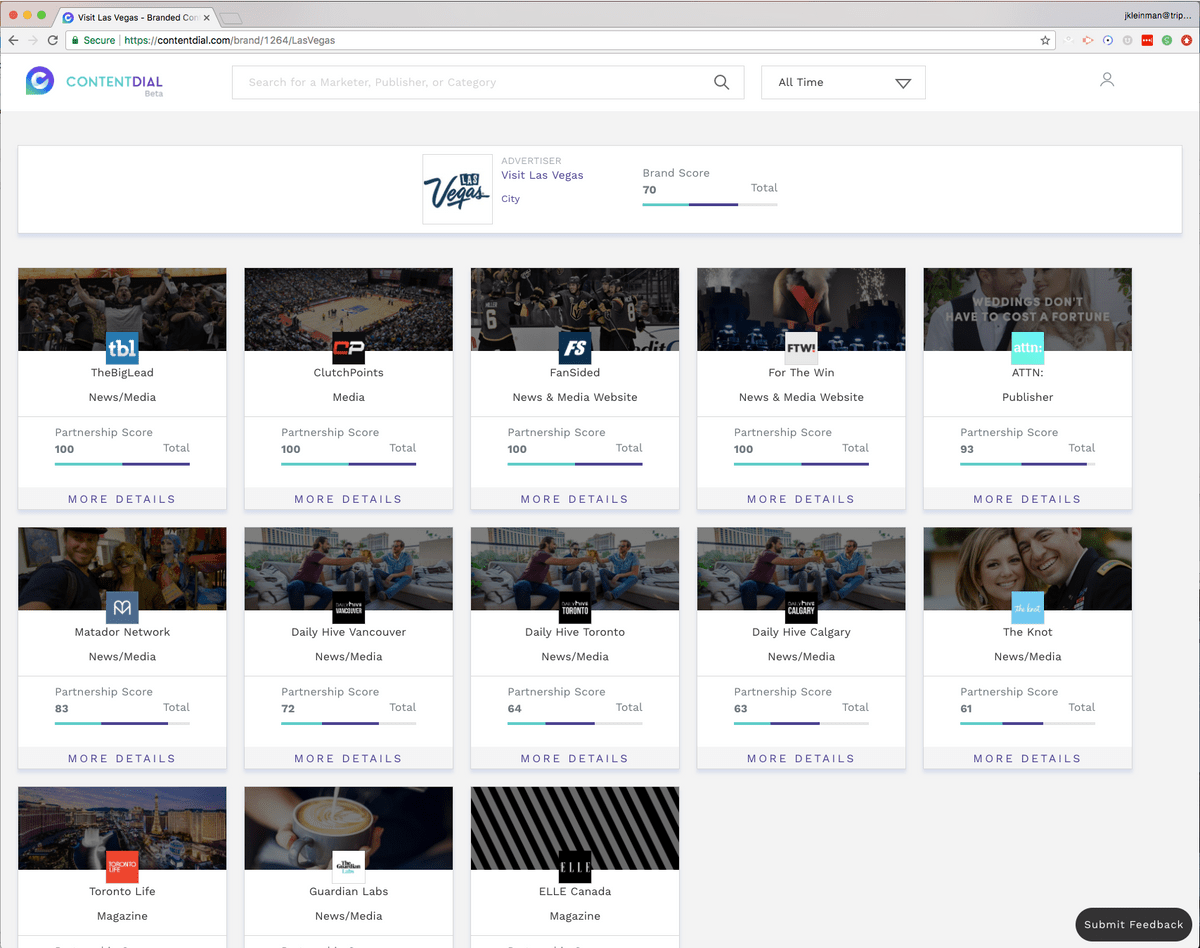 Visit Las Vegas - Branded Con
jkleinman@trip...
Secure https://contentdial.com/brand/1264/LasVegas
CONTENTDIAL
Beta
Search for a Marketer, Publisher, or Category
All Time
LAS
Vegas
ADVERTISER
Visit Las Vegas
City
Brand Score
70
Total
WEDDINGS DON'T
HAVE TO COST A FORTUNE
tbl
CP
FS
FTW!
attn:
TheBigLead
ClutchPoints
FanSided
For The Win
ATTN:
News/Media
Media
News & Media Website
News & Media Website
Publisher
Partnership Score
100
Total
Partnership Score
100
Total
Partnership Score
100
Total
Partnership Score
100
Total
Partnership Score
93
Total
MORE DETAILS
MORE DETAILS
MORE DETAILS
MORE DETAILS
MORE DETAILS
M
DAILY HIVE
VANCOUVER
DAILY HIVE
TORONTO
DAILY HIVE
CALGARY
the knot
Matador Network
Daily Hive Vancouver
Daily Hive Toronto
Daily Hive Calgary
The Knot
News/Media
News/Media
News/Media
News/Media
News/Media
Partnership Score
83
Total
Partnership Score
72
Total
Partnership Score
64
Total
Partnership Score
63
Total
Partnership Score
61
Total
MORE DETAILS
MORE DETAILS
MORE DETAILS
MORE DETAILS
MORE DETAILS
TORONTO
LIFE
The
Guardian
Labs
ELLE
Toronto Life
Guardian Labs
ELLE Canada
Magazine
News/Media
Magazine
Submit Feedback